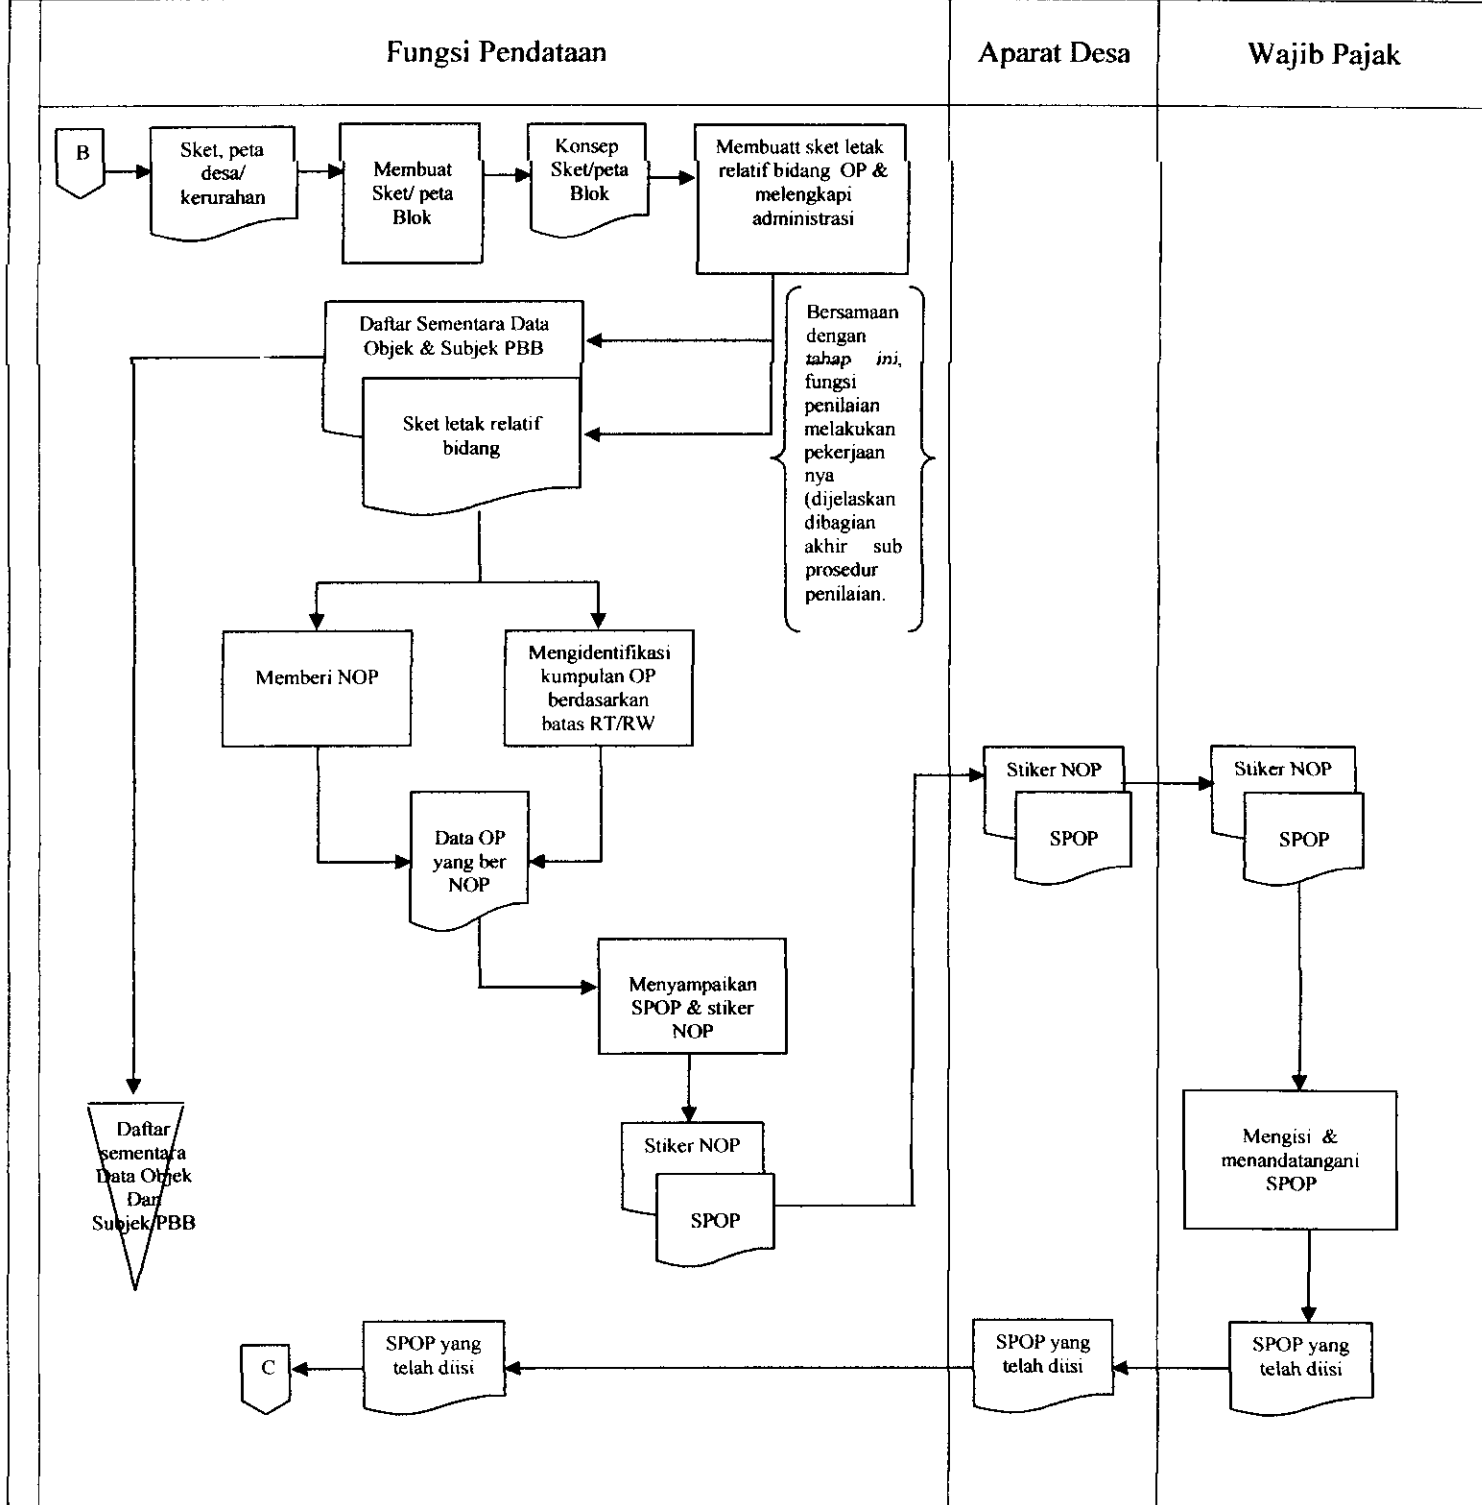 Fungsi Pendataan
Aparat Desa
Wajib Pajak
B
Sket, peta
desa/
kerurahan
Membuat
Sket/ peta
Blok
Konsep
Sket/peta
Blok
Membuatt sket letak
relatif bidang OP &
melengkapi
administrasi
Daftar Sementara Data
Objek & Subjek PBB
Sket letak relatif
bidang
Bersamaan
dengan
tahap ini,
fungsi
penilaian
melakukan
pekerjaan
nya
(dijelaskan
dibagian
akhir sub
prosedur
penilaian.
Memberi NOP
Mengidentifikasi
kumpulan OP
berdasarkan
batas RT/RW
Data OP
yang ber
NOP
Stiker NOP
SPOP
Stiker NOP
SPOP
Menyampaikan
SPOP & stiker
NOP
Stiker NOP
SPOP
Daftar
sementara
Data Objek
Dan
Subjek PBB
Mengisi &
menandatangani
SPOP
C
SPOP yang
telah diisi
SPOP yang
telah diisi
SPOP yang
telah diisi